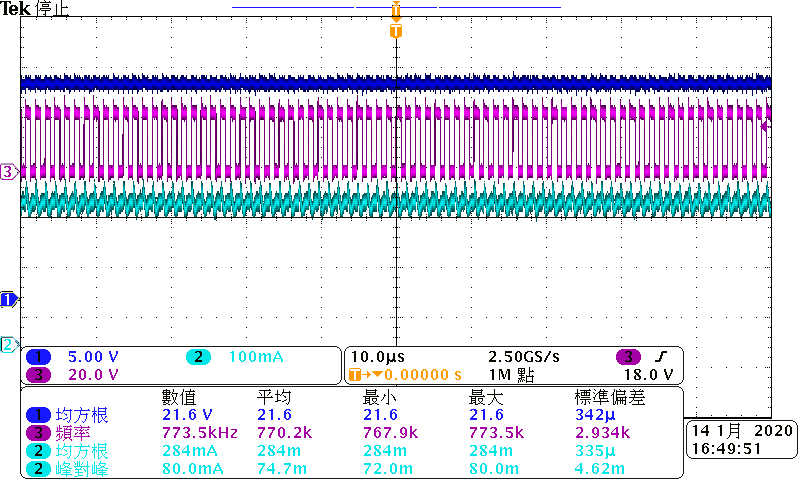 Tek 停止
T
T
3
1
2
1 5.00 V 2 100mA
3 20.0 V
10.0µs 2.50GS/s 3
T→▼0.00000 s 1M 點 18.0 V
數值 平均 最小 最大 標準偏差
1 均方根 21.6 V 21.6 21.6 21.6 342µ
3 頻率 773.5kHz 770.2k 767.9k 773.5k 2.934k
2 均方根 284mA 284m 284m 284m 335µ
2 峰對峰 80.0mA 74.7m 72.0m 80.0m 4.62m
14 1月 2020
16:49:51